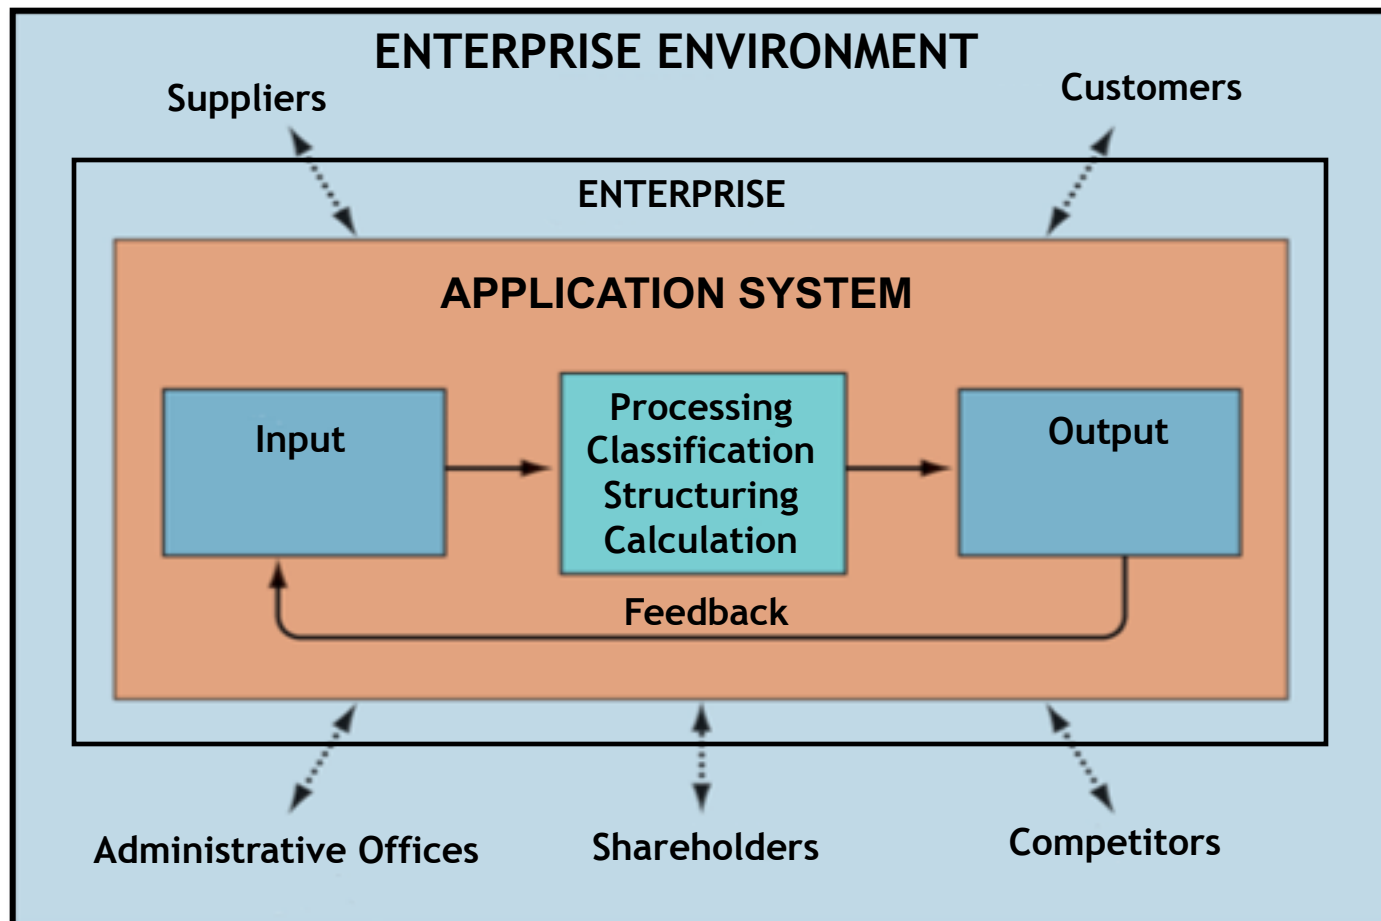 ENTERPRISE ENVIRONMENT
Suppliers
Customers
ENTERPRISE
APPLICATION SYSTEM
Input
Processing
Classification
Structuring
Calculation
Output
Feedback
Administrative Offices
Shareholders
Competitors